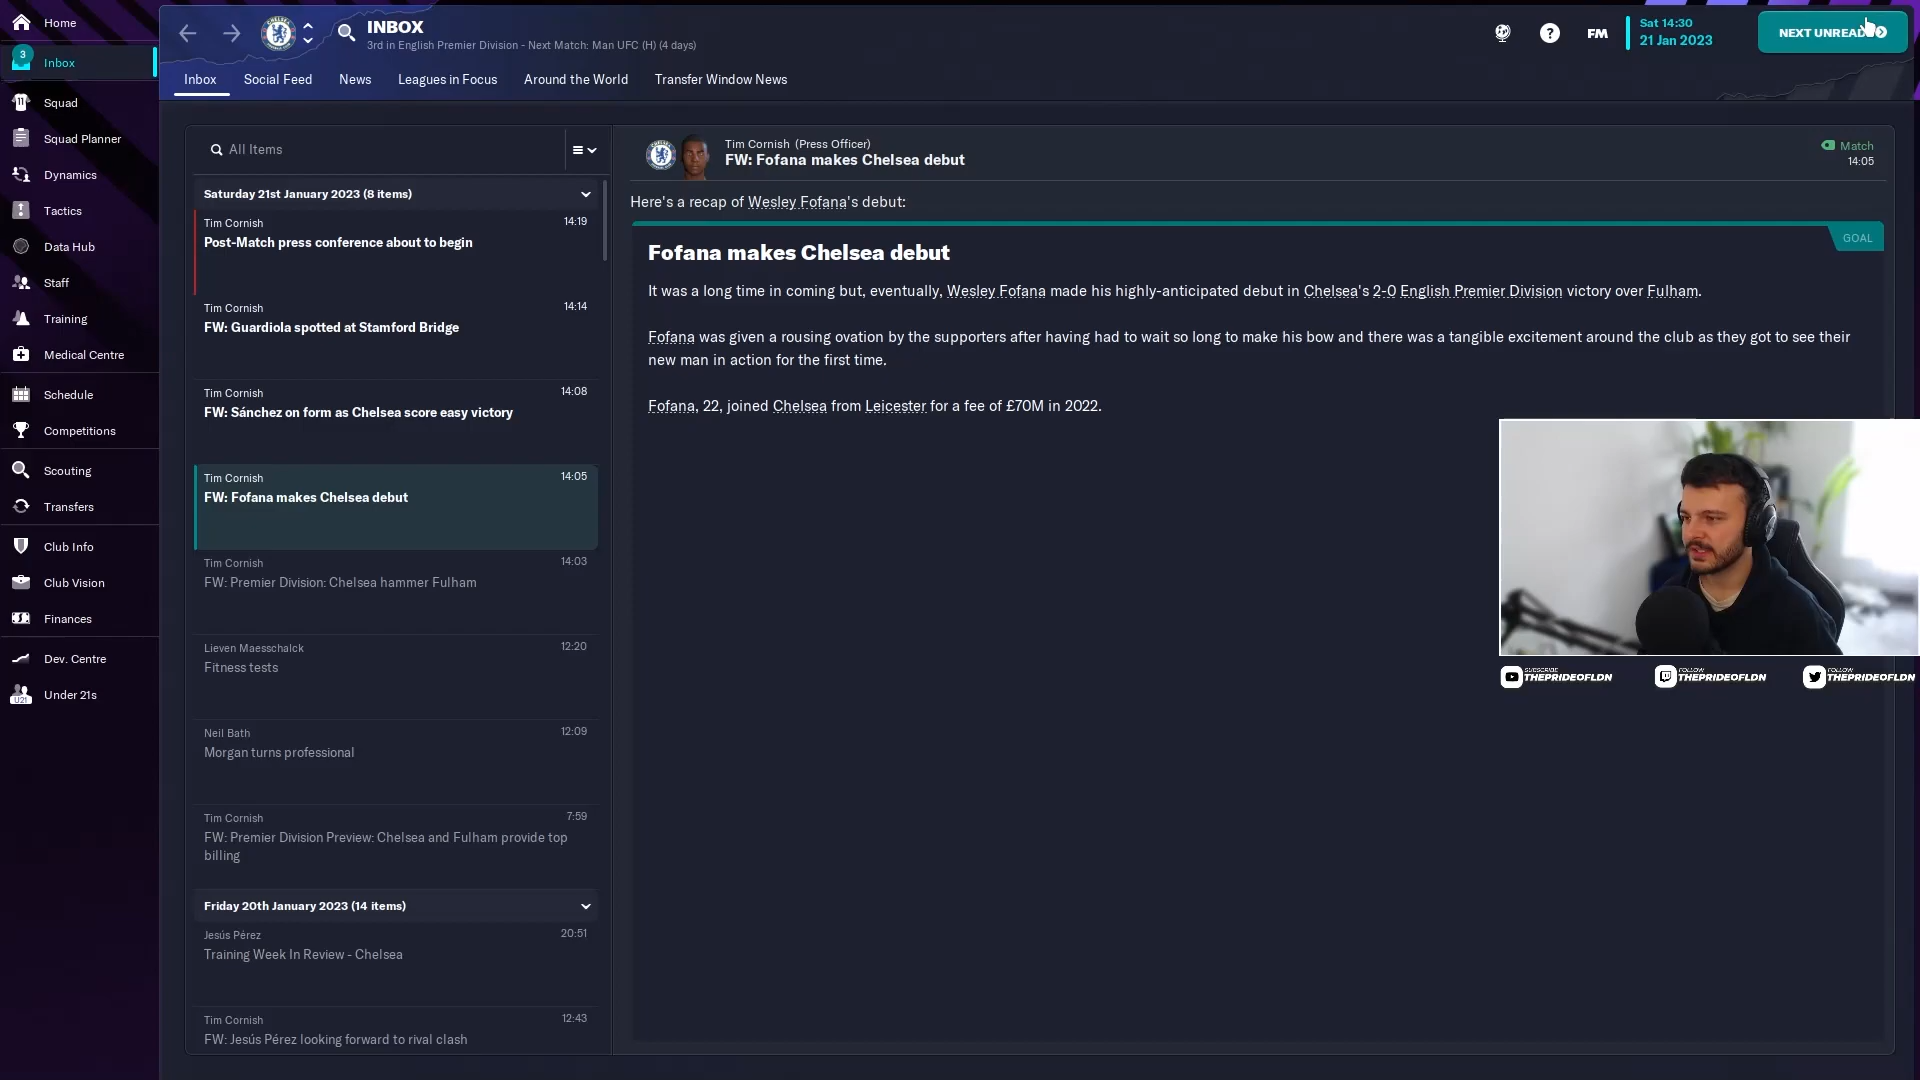 Home
3
Inbox
Squad
Squad Planner
Dynamics
Tactics
Data Hub
Staff
Training
Medical Centre
Schedule
Competitions
Scouting
Transfers
Club Info
Club Vision
Finances
Dev. Centre
U21
Under 21s
INBOX
3rd in English Premier Division - Next Match: Man UFC (H) (4 days)
?
FM
Sat 14:30
21 Jan 2023
NEXT UNREAD
Inbox
Social Feed
News
Leagues in Focus
Around the World
Transfer Window News
All Items
Saturday 21st January 2023 (8 items)
Tim Cornish 14:19
Post-Match press conference about to begin
Tim Cornish 14:14
FW: Guardiola spotted at Stamford Bridge
Tim Cornish 14:08
FW: Sánchez on form as Chelsea score easy victory
Tim Cornish 14:05
FW: Fofana makes Chelsea debut
Tim Cornish 14:03
FW: Premier Division: Chelsea hammer Fulham
Lieven Maesschalck 12:20
Fitness tests
Neil Bath 12:09
Morgan turns professional
Tim Cornish 7:59
FW: Premier Division Preview: Chelsea and Fulham provide top
billing
Friday 20th January 2023 (14 items)
Jesús Pérez 20:51
Training Week In Review - Chelsea
Tim Cornish 12:43
FW: Jesús Pérez looking forward to rival clash
Tim Cornish (Press Officer)
FW: Fofana makes Chelsea debut
Match
14:05
Here's a recap of Wesley Fofana's debut:
GOAL
Fofana makes Chelsea debut
It was a long time in coming but, eventually, Wesley Fofana made his highly-anticipated debut in Chelsea's 2-0 English Premier Division victory over Fulham.
Fofana was given a rousing ovation by the supporters after having had to wait so long to make his bow and there was a tangible excitement around the club as they got to see their
new man in action for the first time.
Fofana, 22, joined Chelsea from Leicester for a fee of £70M in 2022.
SUBSCRIBE
THEPRIDEOFLDN
FOLLOW
THEPRIDEOFLDN
FOLLOW
THEPRIDEOFLDN